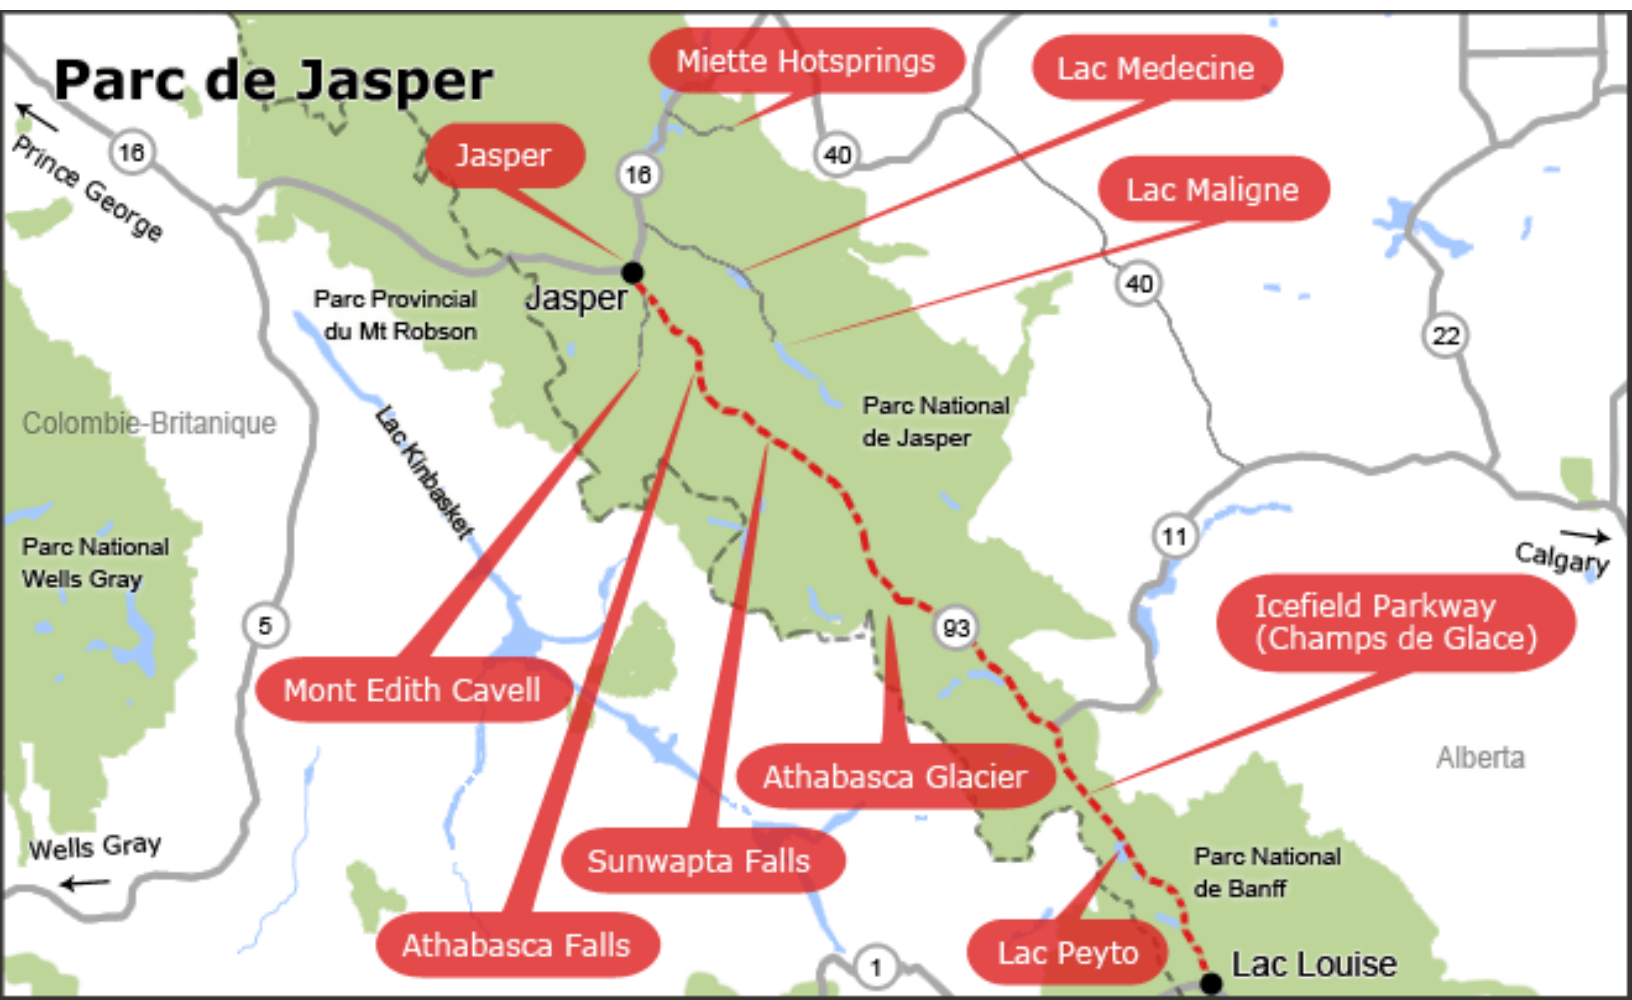 Parc de Jasper
Miette Hotsprings
Lac Medecine
Jasper
16
Prince George
40
16
Lac Maligne
Jasper
Parc Provincial
du Mt Robson
40
22
Colombie-Britanique
Lac Kinbasket
Parc National
de Jasper
Parc National
Wells Gray
11
Calgary
5
93
Icefield Parkway
(Champs de Glace)
Mont Edith Cavell
Athabasca Glacier
Alberta
Wells Gray
Sunwapta Falls
Parc National
de Banff
Athabasca Falls
Lac Peyto
1
Lac Louise